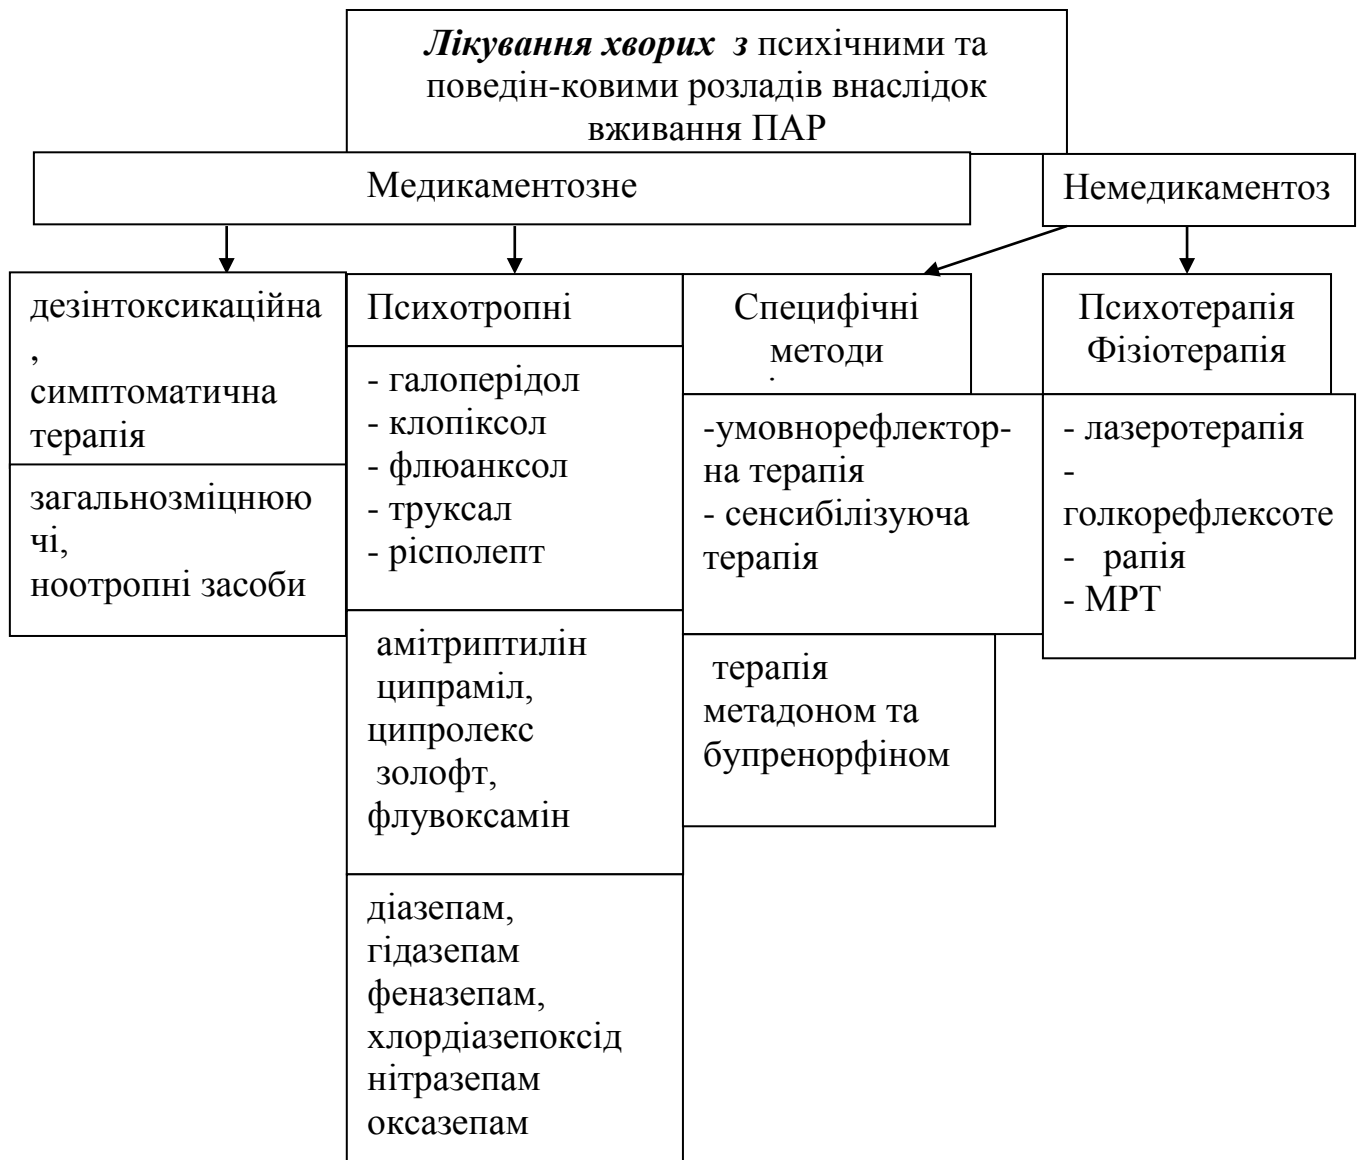 Лікування хворих з психічними та
поведін-ковими розладів внаслідок
вживання ПАР
Медикаментозне
Немедикаментоз
дезінтоксикаційна
,
симптоматична
терапія
загальнозміцнюю
чі,
ноотропні засоби
Психотропні
- галоперідол
- клопіксол
- флюанксол
- труксал
- рісполепт
амітриптилін
ципраміл,
ципролекс
золофт,
флувоксамін
діазепам,
гідазепам
феназепам,
хлордіазепоксід
нітразепам
оксазепам
Специфічні
методи
-умовнорефлектор-
на терапія
- сенсибілізуюча
терапія
терапія
метадоном та
бупренорфіном
Психотерапія
Фізіотерапія
- лазеротерапія
-
голкорефлексоте
- рапія
- МРТ